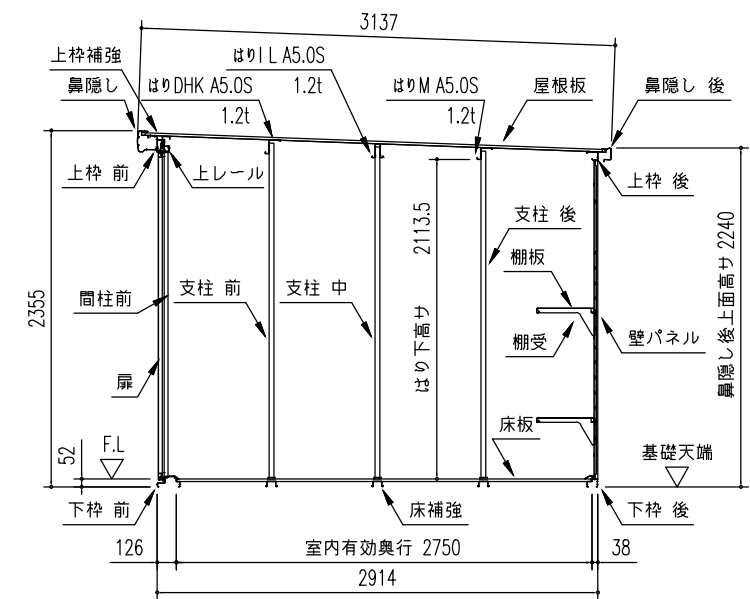 3137
上枠補強
はりIL A5.0S
1.2t
鼻隠し
はりDHK A5.0S
1.2t
はりM A5.0S
1.2t
屋根板
鼻隠し 後
上枠 前
上レール
上枠 後
支柱 後
2113.5
はり下高サ
棚板
鼻隠し後上面高サ 2240
2355
間柱前
支柱 前
支柱 中
棚受
壁パネル
扉
床板
F.L
52
基礎天端
下枠 前
床補強
下枠 後
126
室内有効奥行 2750
38
2914